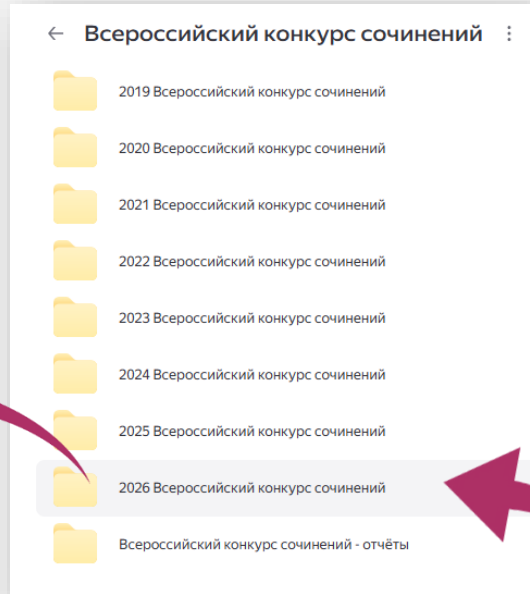 Всероссийский конкурс сочинений
2019 Всероссийский конкурс сочинений
2020 Всероссийский конкурс сочинений
2021 Всероссийский конкурс сочинений
2022 Всероссийский конкурс сочинений
2023 Всероссийский конкурс сочинений
2024 Всероссийский конкурс сочинений
2025 Всероссийский конкурс сочинений
2026 Всероссийский конкурс сочинений
Всероссийский конкурс сочинений - отчёты